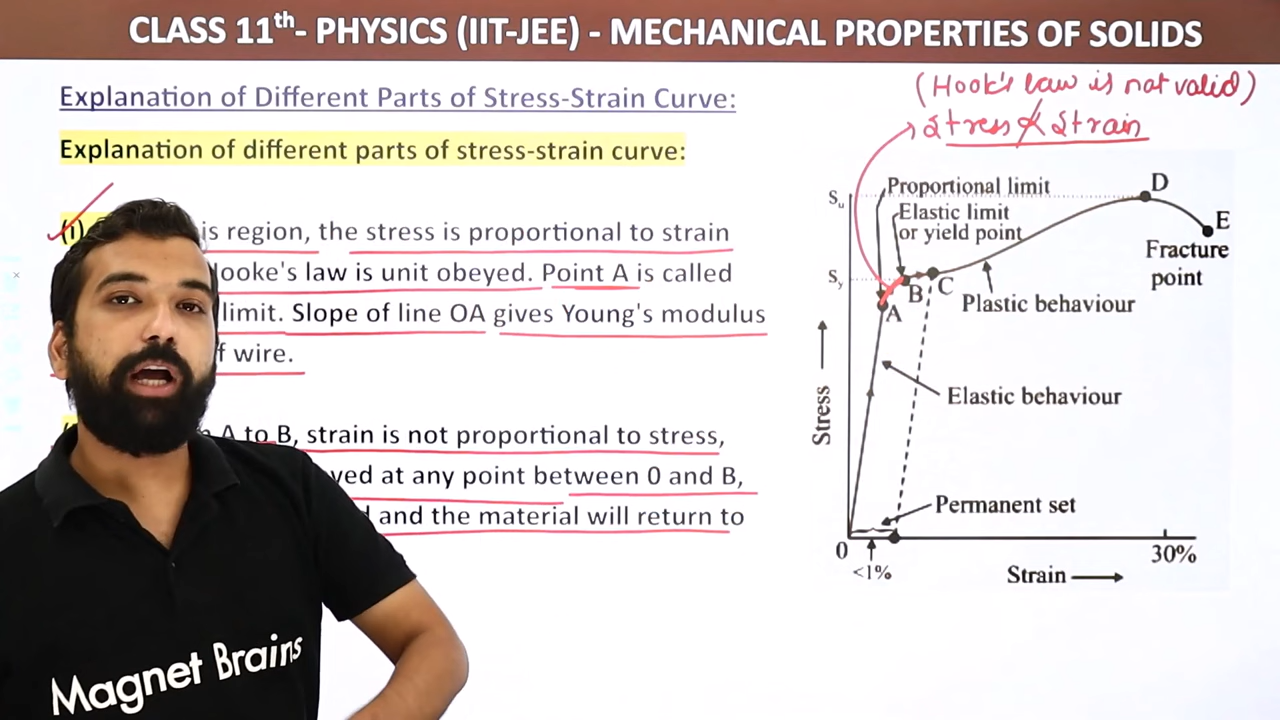 CLASS 11th- PHYSICS (IIT-JEE) - MECHANICAL PROPERTIES OF SOLIDS
Explanation of Different Parts of Stress-Strain Curve:
Explanation of different parts of stress-strain curve:
(i) is region, the stress is proportional to strain
Hooke's law is unit obeyed. Point A is called
limit. Slope of line OA gives Young's modulus
f wire.
A to B, strain is not proportional to stress,
ved at any point between 0 and B,
and the material will return to
(Hook's law is not valid)
Stress ∝̸ Strain
Su
Proportional limit
D
Elastic limit
or yield point
E
Fracture
point
Sy
B
C
A
Plastic behaviour
Stress
Elastic behaviour
Permanent set
0
<1%
30%
Strain
Magnet Brains